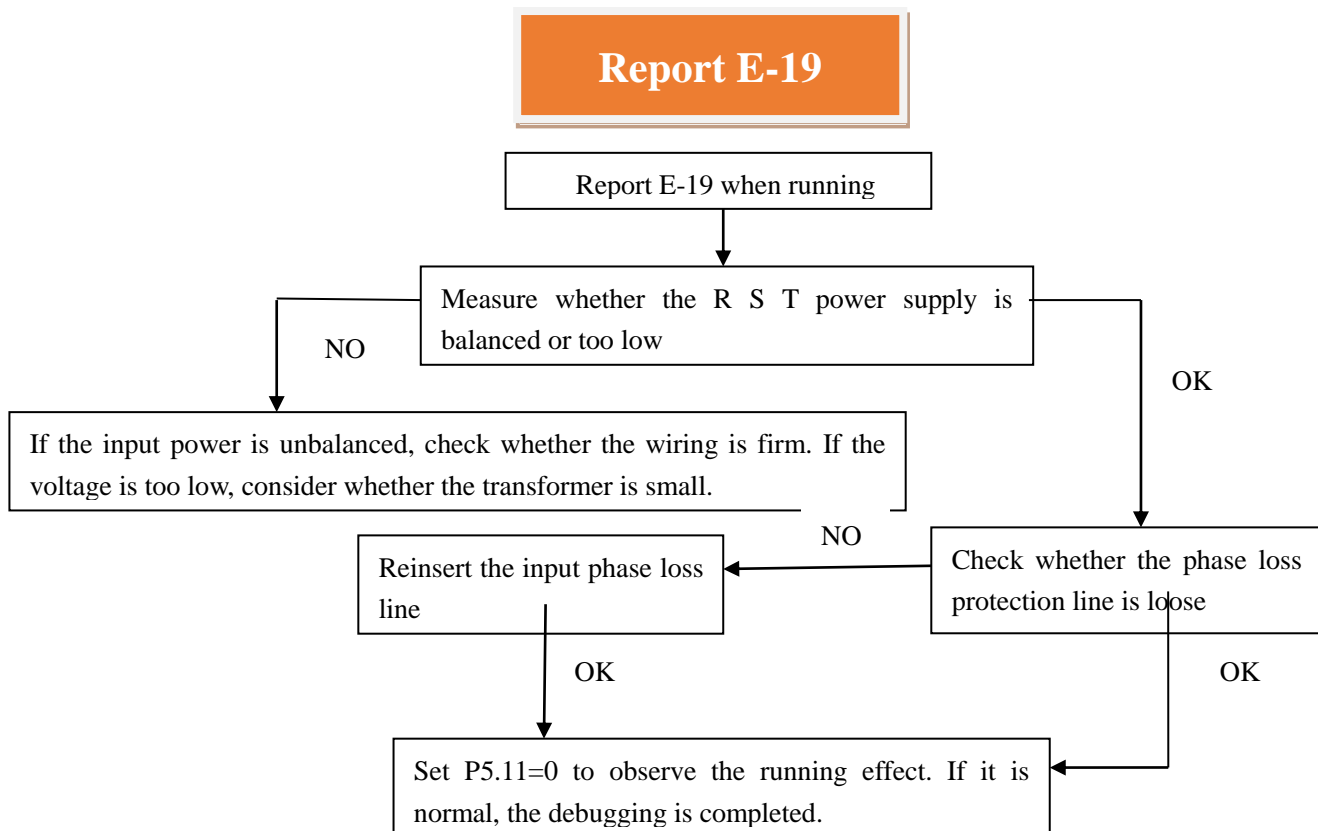 Report E-19
Report E-19 when running
Measure whether the R S T power supply is
balanced or too low
NO
OK
If the input power is unbalanced, check whether the wiring is firm. If the
voltage is too low, consider whether the transformer is small.
NO
Reinsert the input phase loss
line
Check whether the phase loss
protection line is loose
OK
OK
Set P5.11=0 to observe the running effect. If it is
normal, the debugging is completed.